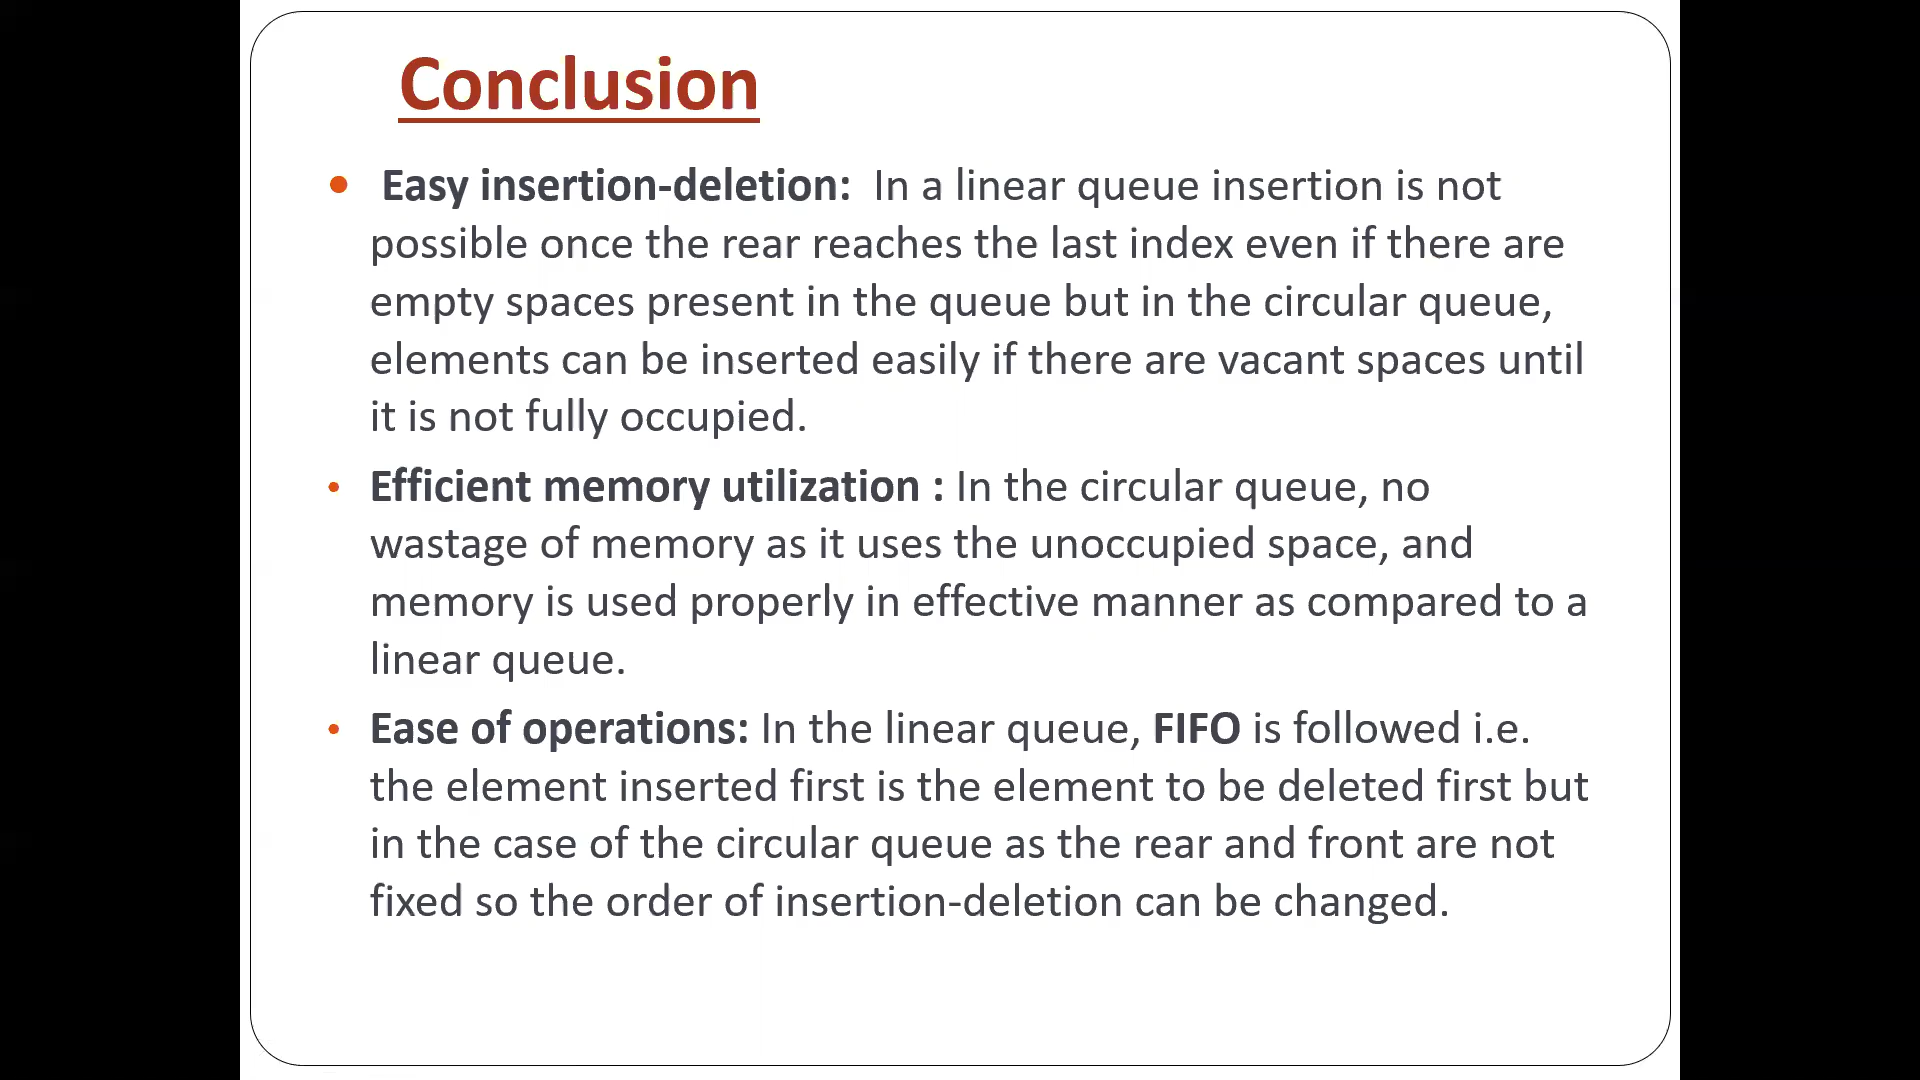 Conclusion
• Easy insertion-deletion: In a linear queue insertion is not
possible once the rear reaches the last index even if there are
empty spaces present in the queue but in the circular queue,
elements can be inserted easily if there are vacant spaces until
it is not fully occupied.
• Efficient memory utilization : In the circular queue, no
wastage of memory as it uses the unoccupied space, and
memory is used properly in effective manner as compared to a
linear queue.
• Ease of operations: In the linear queue, FIFO is followed i.e.
the element inserted first is the element to be deleted first but
in the case of the circular queue as the rear and front are not
fixed so the order of insertion-deletion can be changed.